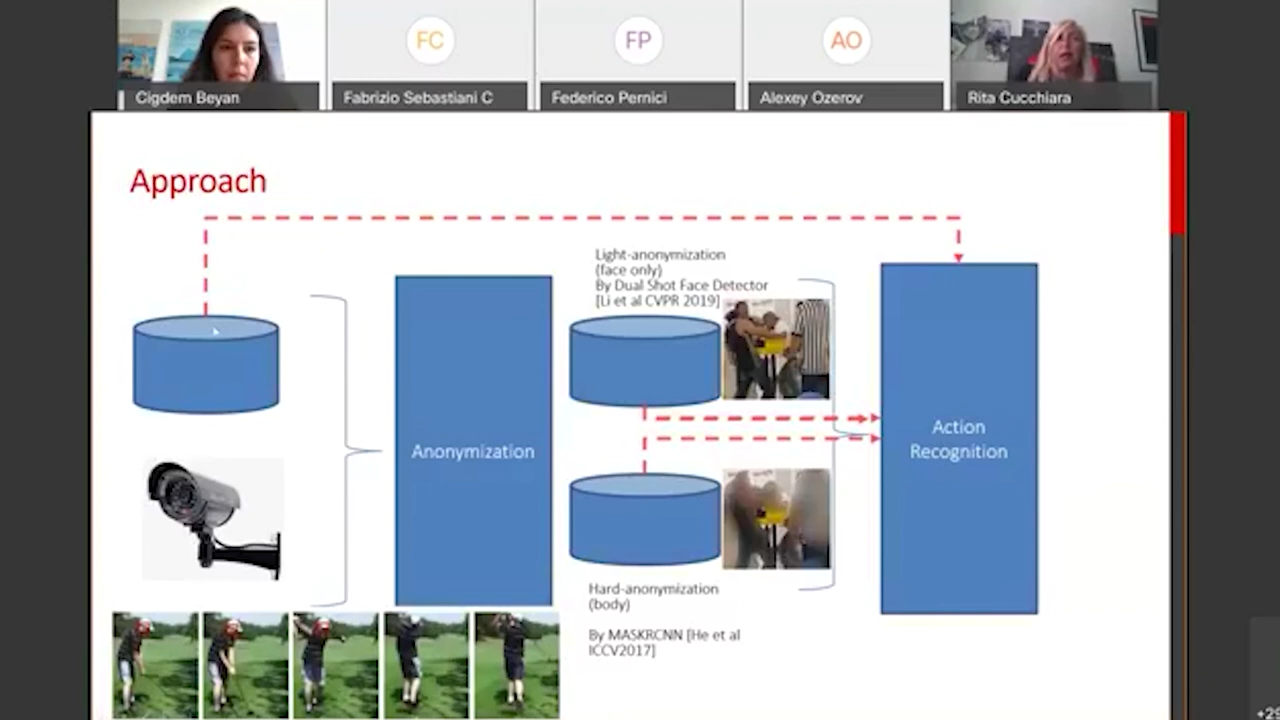 FC
FP
AO
Cigdem Beyan
Fabrizio Sebastiani C
Federico Pernici
Alexey Ozerov
Rita Cucchiara
Approach
Light-anonymization
(face only)
By Dual Shot Face Detector
[Li et al CVPR 2019]
Anonymization
Action
Recognition
Hard-anonymization
(body)
By MASKRCNN [He et al
ICCV2017]